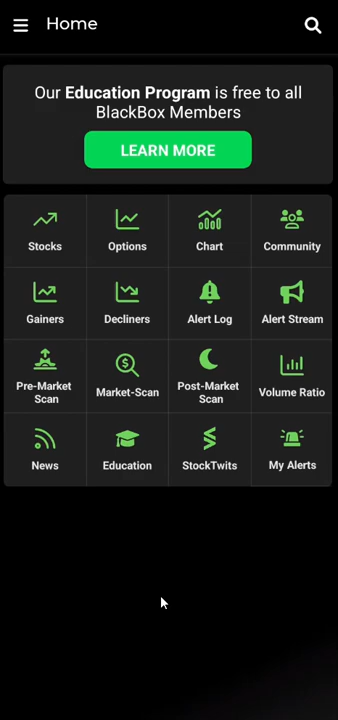 Home
Our Education Program is free to all
BlackBox Members
LEARN MORE
Stocks
Options
Chart
Community
Gainers
Decliners
Alert Log
Alert Stream
Pre-Market
Scan
Market-Scan
Post-Market
Scan
Volume Ratio
News
Education
StockTwits
My Alerts